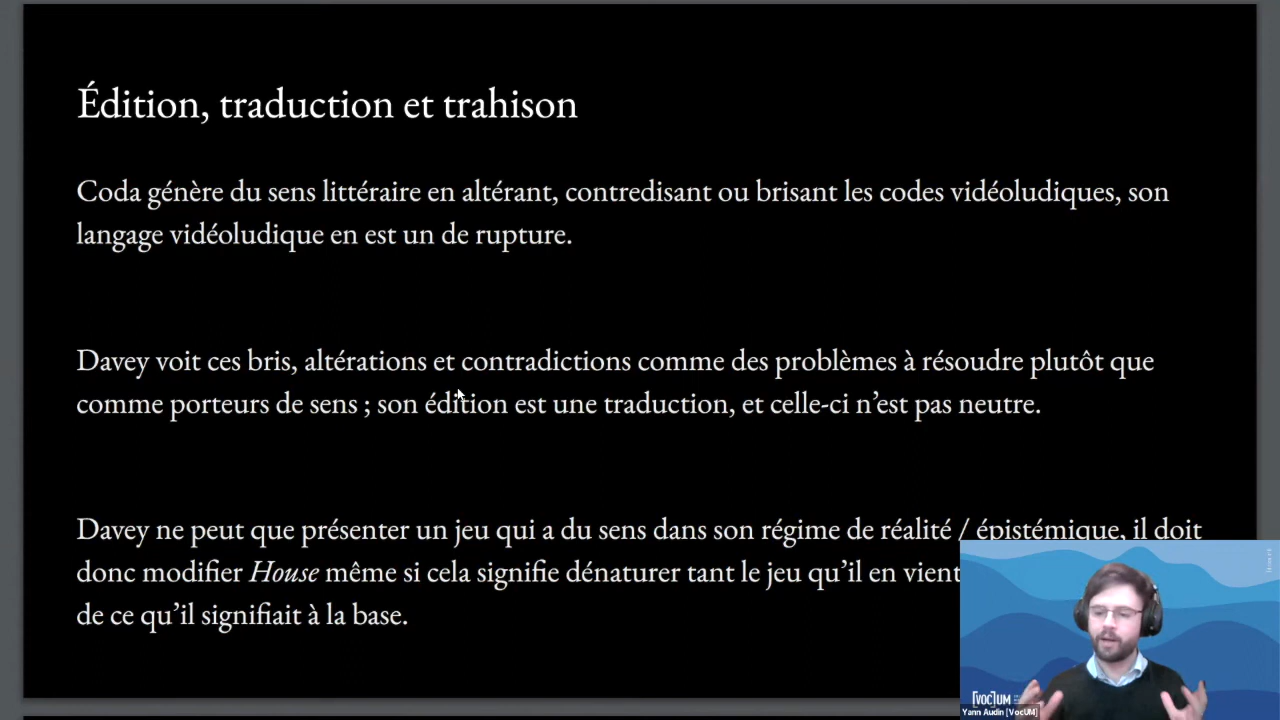 Édition, traduction et trahison
Coda génère du sens littéraire en altérant, contredisant ou brisant les codes vidéoludiques, son
langage vidéoludique en est un de rupture.
Davey voit ces bris, altérations et contradictions comme des problèmes à résoudre plutôt que
comme porteurs de sens ; son édition est une traduction, et celle-ci n’est pas neutre.
Davey ne peut que présenter un jeu qui a du sens dans son régime de réalité / épistémique, il doit
donc modifier House même si cela signifie dénaturer tant le jeu qu’il en vient
de ce qu’il signifiait à la base.
[VOC]UM
Yann Audin [VocUM]